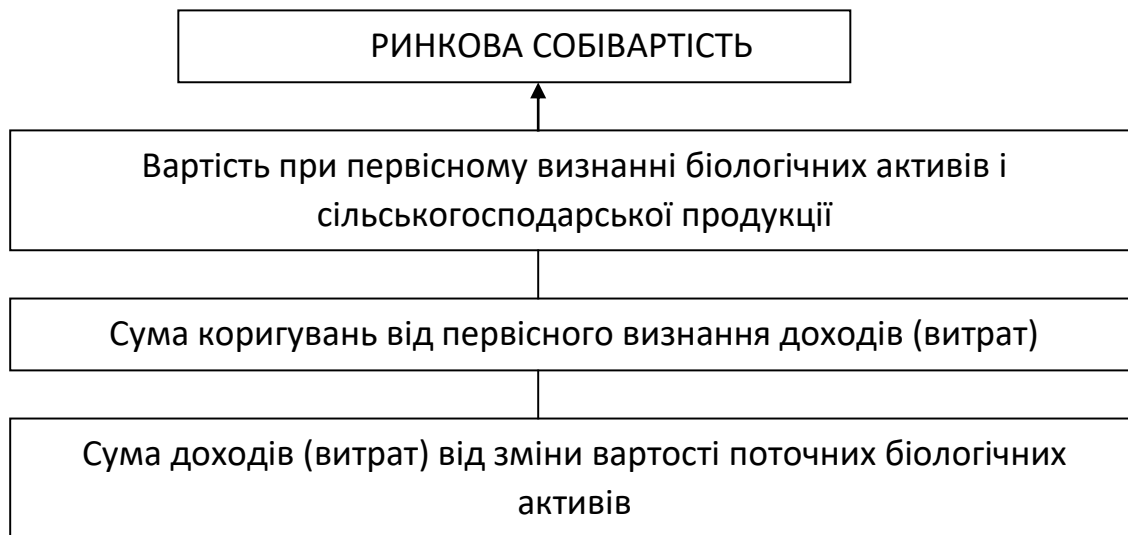 РИНКОВА СОБІВАРТІСТЬ
Вартість при первісному визнанні біологічних активів і
сільськогосподарської продукції
Сума коригувань від первісного визнання доходів (витрат)
Сума доходів (витрат) від зміни вартості поточних біологічних
активів